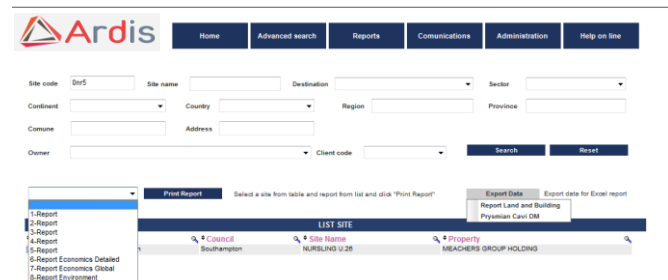 Ardis
Home Advanced search Reports Comunications Administration Help on line
Site code 0nr5 Site name Destination Sector
Continent Country Region Province
Comune Address
Owner Client code Search Reset
Print Report Select a site from table and report from list and click "Print Report" Export Data Export data for Excel report
Report Land and Building
Prysmian Cavi OM
1-Report
2-Report
3-Report
4-Report
5-Report
6-Report Economics Detailed
7-Report Economics Global
8-Report Environment
LIST SITE
Council Site Name Property
Southampton NURSLING U.26 MEACHERS GROUP HOLDING